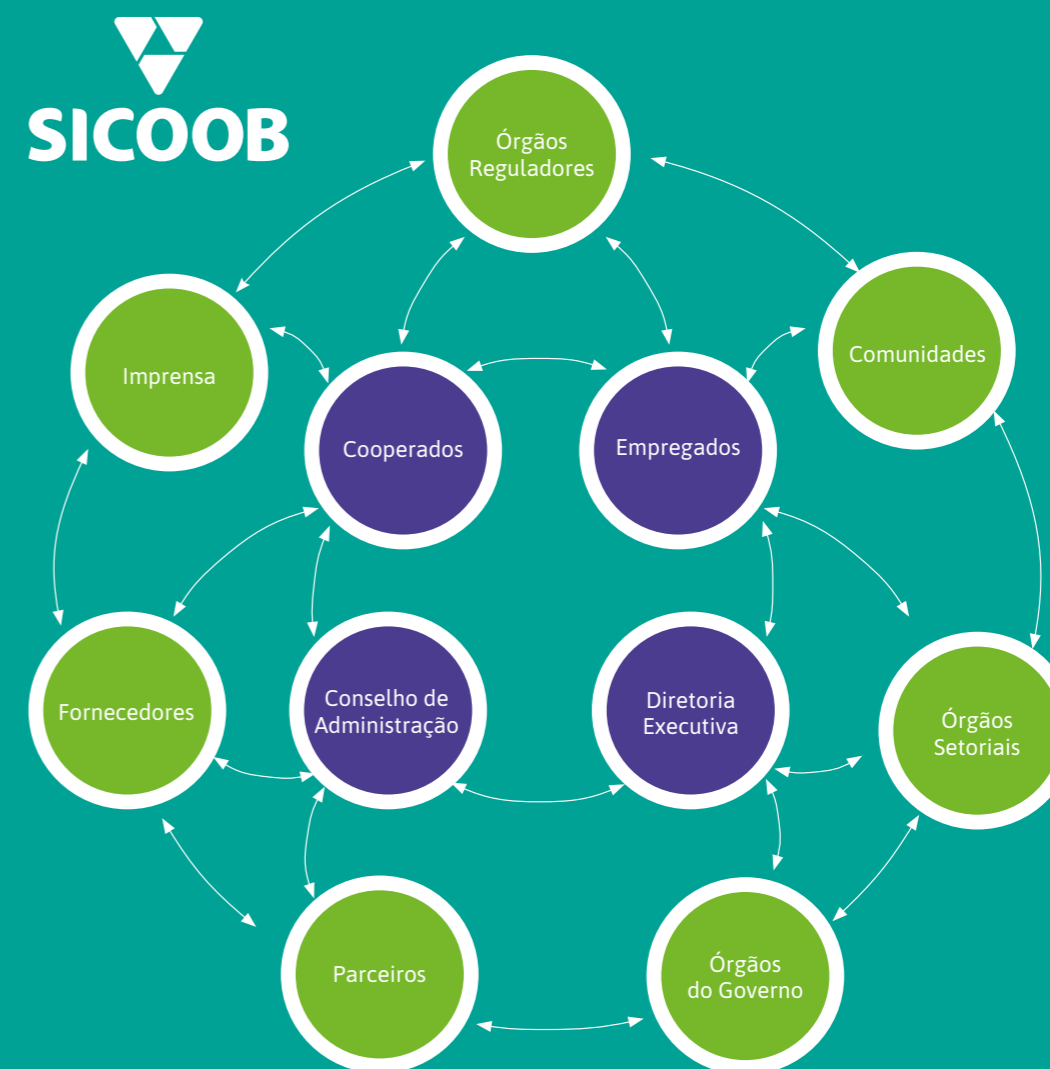 SICOOB
Órgãos
Reguladores
Imprensa
Comunidades
Cooperados
Empregados
Fornecedores
Conselho de
Administração
Diretoria
Executiva
Órgãos
Setoriais
Parceiros
Órgãos
do Governo